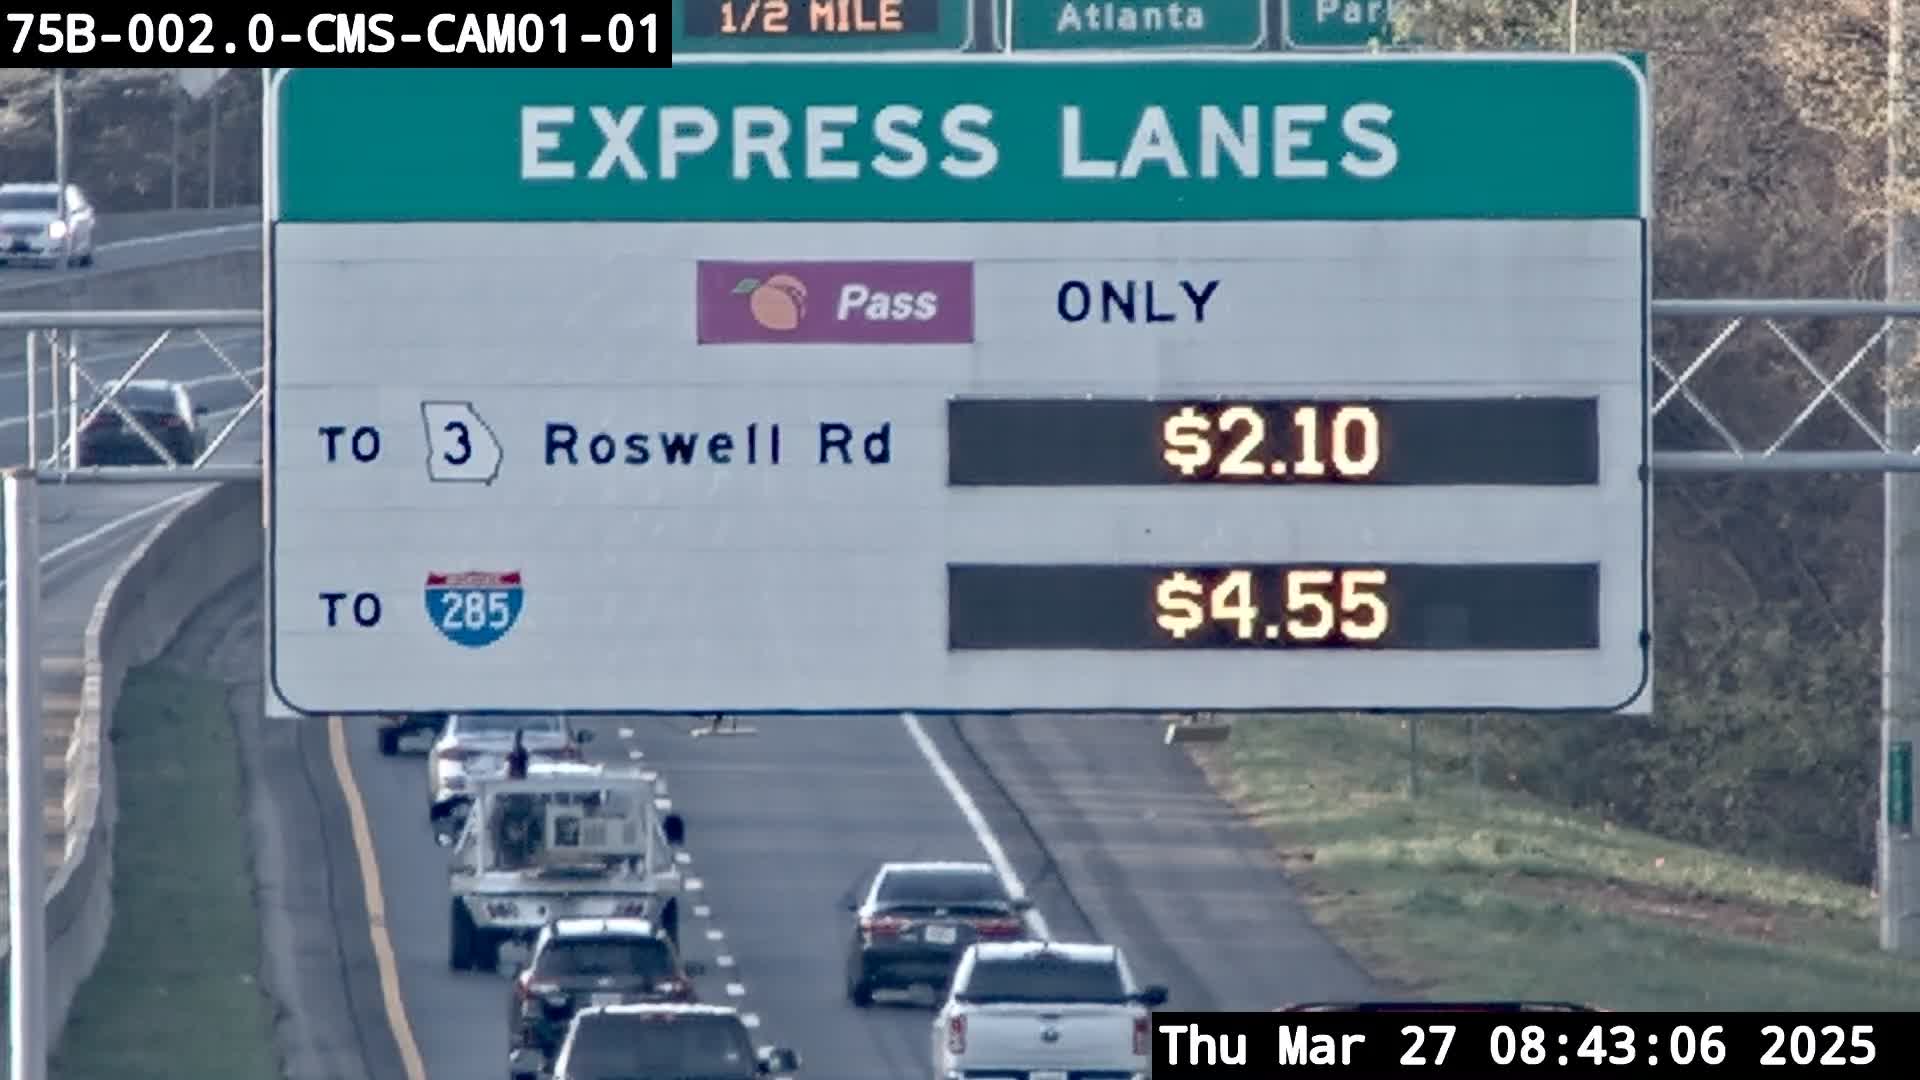 75B-002.0-CMS-CAM01-01
1/2 MILE
Atlanta
EXPRESS LANES
Pass ONLY
TO 3 Roswell Rd $2.10
TO 285 $4.55
Thu Mar 27 08:43:06 2025